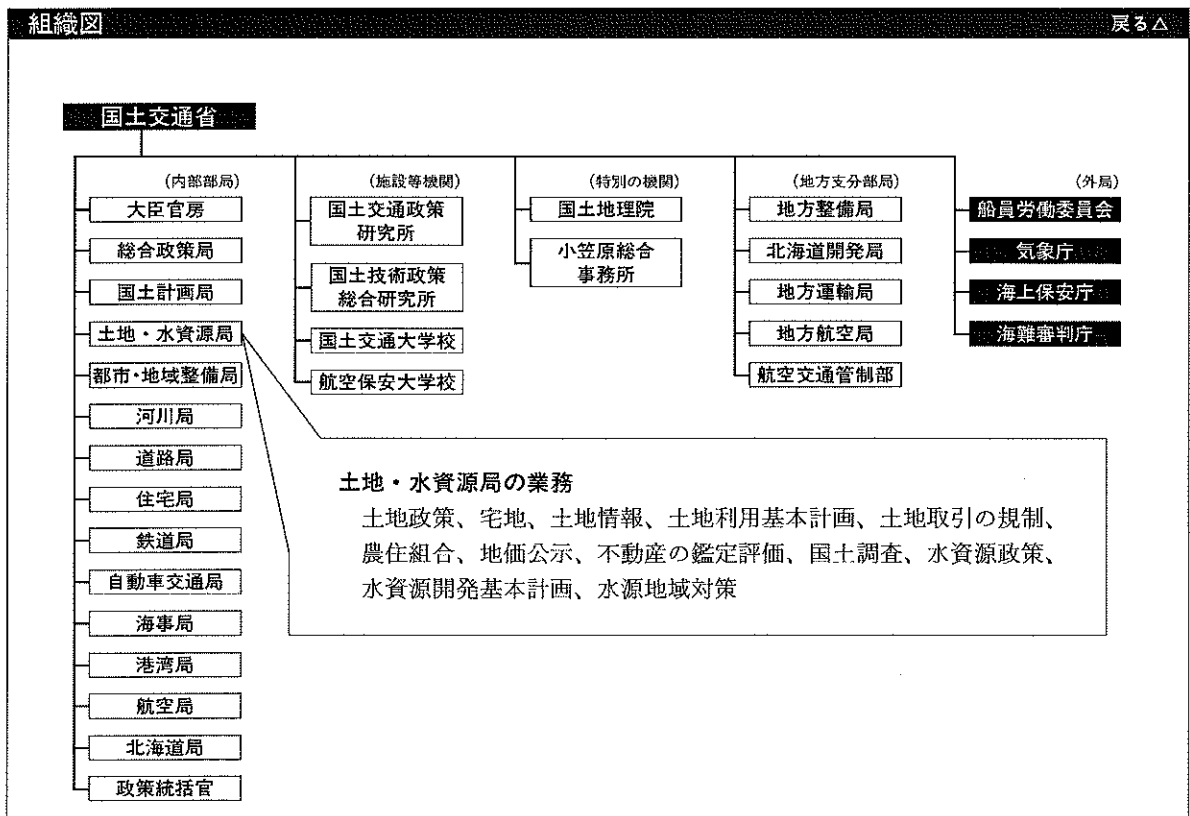 組織図
戻る△
国土交通省
(内部部局)
大臣官房
総合政策局
国土計画局
土地・水資源局
都市・地域整備局
河川局
道路局
住宅局
鉄道局
自動車交通局
海事局
港湾局
航空局
北海道局
政策統括官
(施設等機関)
国土交通政策
研究所
国土技術政策
総合研究所
国土交通大学校
航空保安大学校
(特別の機関)
国土地理院
小笠原総合
事務所
(地方支分部局)
地方整備局
北海道開発局
地方運輸局
地方航空局
航空交通管制部
(外局)
船員労働委員会
気象庁
海上保安庁
海難審判庁
土地・水資源局の業務
土地政策、宅地、土地情報、土地利用基本計画、土地取引の規制、
農住組合、地価公示、不動産の鑑定評価、国土調査、水資源政策、
水資源開発基本計画、水源地域対策